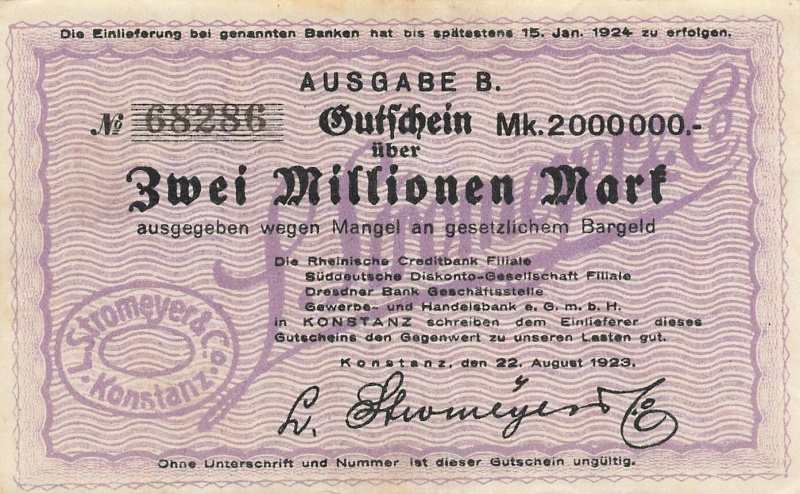 Die Einlieferung bei genannten Banken hat bis spätestens 15. Jan. 1924 zu erfolgen.
AUSGABE B.
№ 68286 Gutschein Mk. 2000000.-
über
Zwei Millionen Mark
ausgegeben wegen Mangel an gesetzlichem Bargeld
Die Rheinische Creditbank Filiale
Süddeutsche Diskonto-Gesellschaft Filiale
Dresdner Bank Geschäftsstelle
Gewerbe- und Handelsbank e. G. m. b. H.
in KONSTANZ schreiben dem Einlieferer dieses
Gutscheins den Gegenwert zu unseren Lasten gut.
Konstanz, den 22. August 1923.
L. Stromeyer & Co
L. Stromeyer & Co.
L. Stromeyer & Co. Konstanz.
Ohne Unterschrift und Nummer ist dieser Gutschein ungültig.